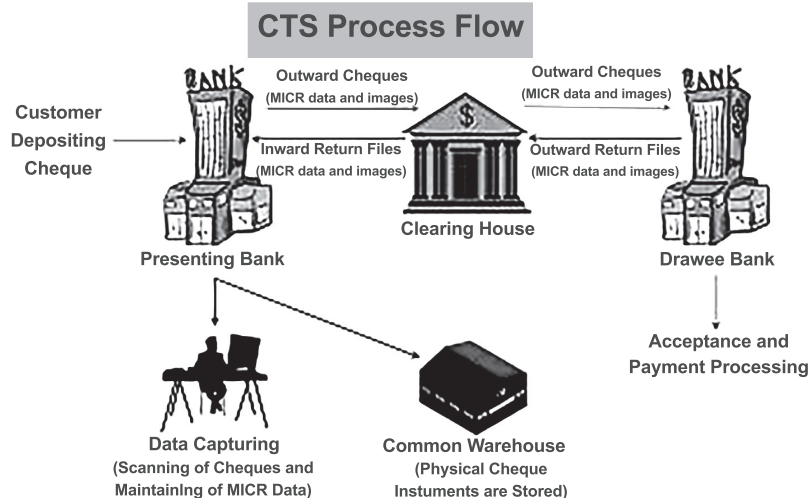 CTS Process Flow
BANK
BANK
Customer
Depositing
Cheque
Outward Cheques
(MICR data and images)
Inward Return Files
(MICR data and images)
$
$
Outward Cheques
(MICR data and images)
Outward Return Files
(MICR data and images)
$
Presenting Bank
Clearing House
Drawee Bank
Acceptance and
Payment Processing
Data Capturing
(Scanning of Cheques and
Maintaining of MICR Data)
Common Warehouse
(Physical Cheque
Instuments are Stored)